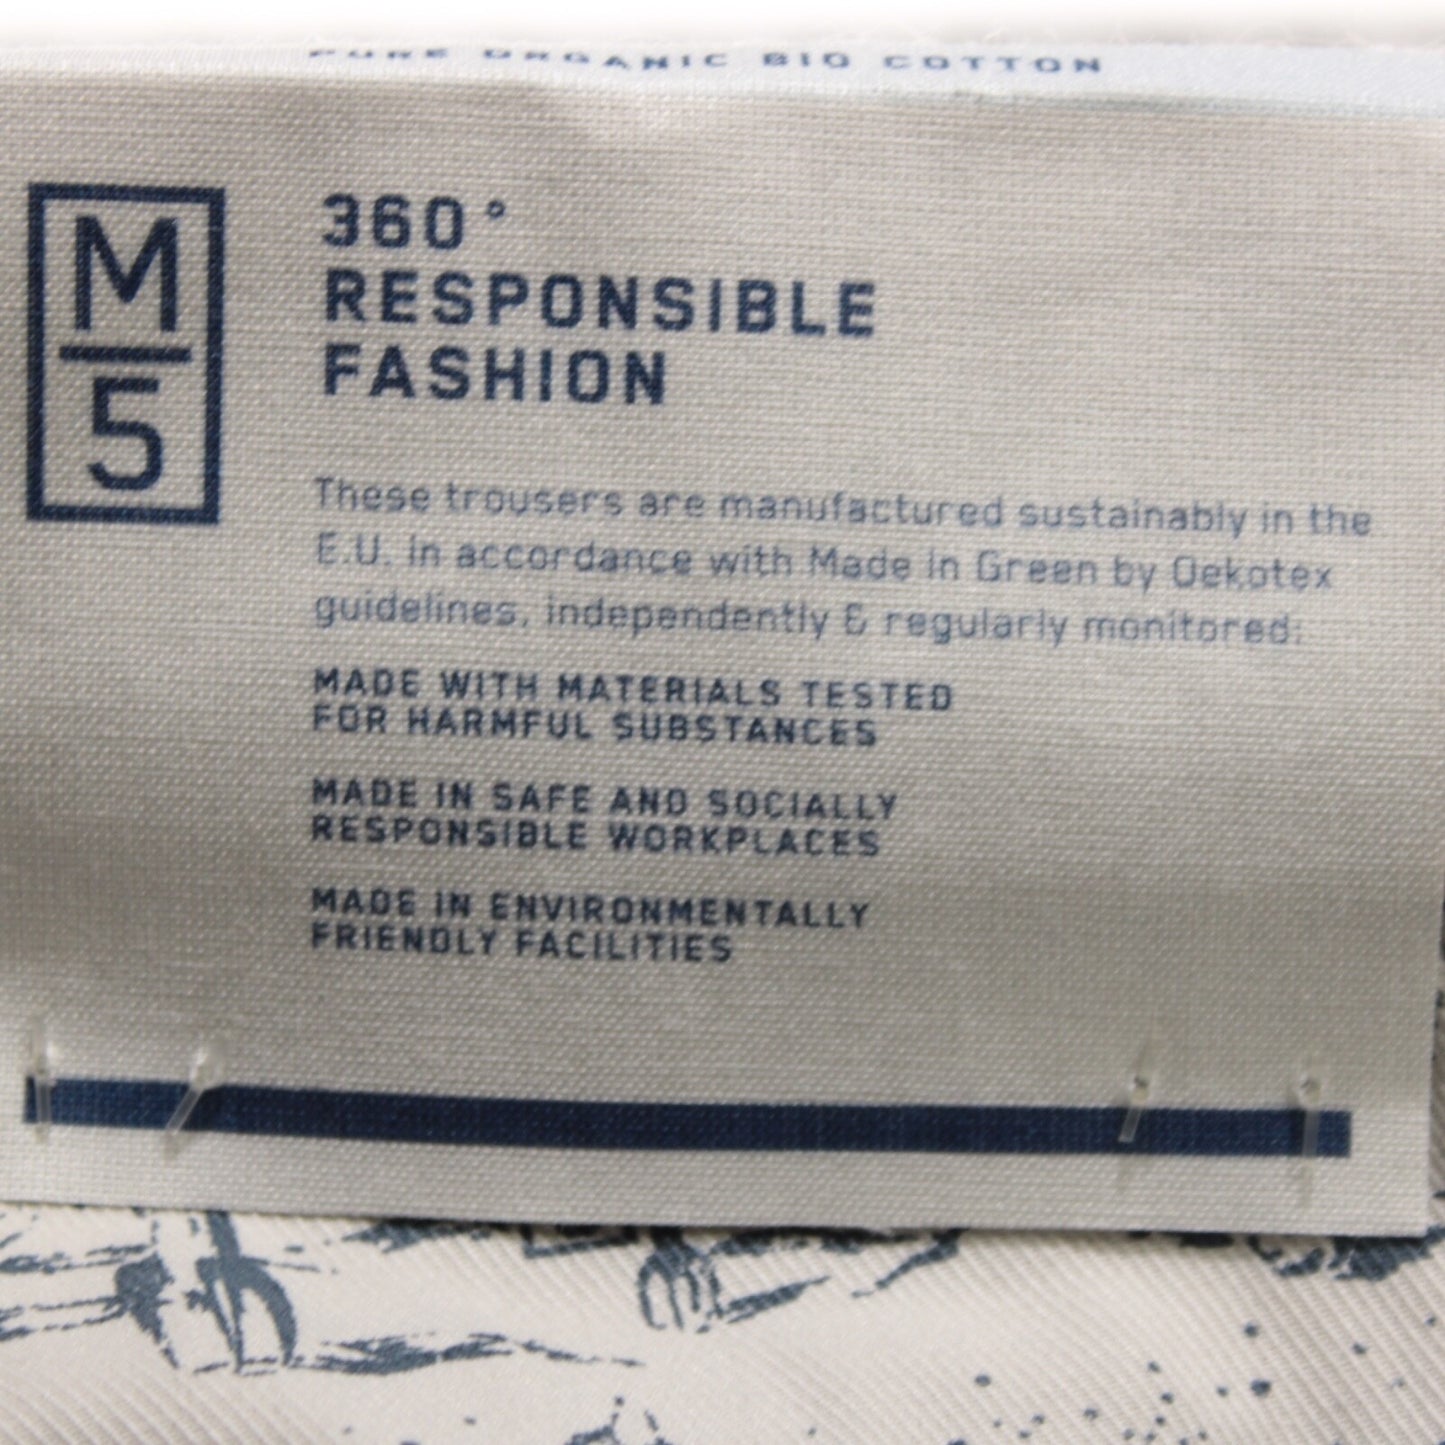 PURE ORGANIC BIO COTTON
M
5
360°
RESPONSIBLE
FASHION
These trousers are manufactured sustainably in the
E.U. in accordance with Made in Green by Oekotex
guidelines, independently & regularly monitored:
MADE WITH MATERIALS TESTED
FOR HARMFUL SUBSTANCES
MADE IN SAFE AND SOCIALLY
RESPONSIBLE WORKPLACES
MADE IN ENVIRONMENTALLY
FRIENDLY FACILITIES